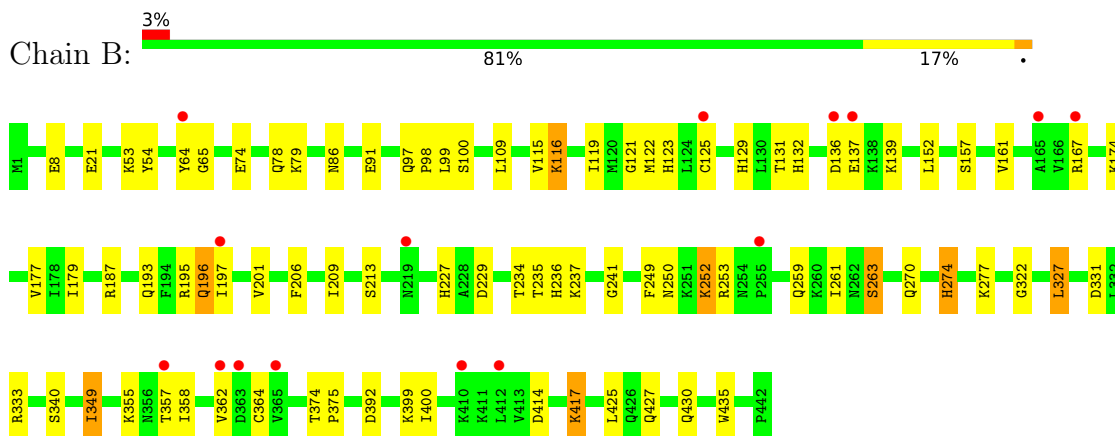 3%
Chain B:
81% 17% •
M1 E8 E21 K53 Y54 Y64 G65 E74 Q78 K79 N86 E91 Q97 P98 L99 S100 L109 V115 K116 I119 M120 G121 M122 H123 L124 C125 H129 L130 T131 H132 D136 E137 K138 K139 L152 S157 V161 A165 V166 R167 K174
V177 I178 I179 R187 Q193 F194 R195 Q196 I197 V201 F206 I209 S213 N219 H227 A228 D229 T234 T235 H236 K237 G241 F249 N250 K251 K252 R253 N254 P255 Q259 K260 I261 N262 S263 Q270 H274 K277 G322 L327 D331 L332
R333 S340 I349 K355 N356 T357 I358 V362 D363 C364 V365 T374 P375 D392 K399 I400 K410 K411 L412 V413 D414 K417 L425 Q426 Q427 Q430 W435 P442